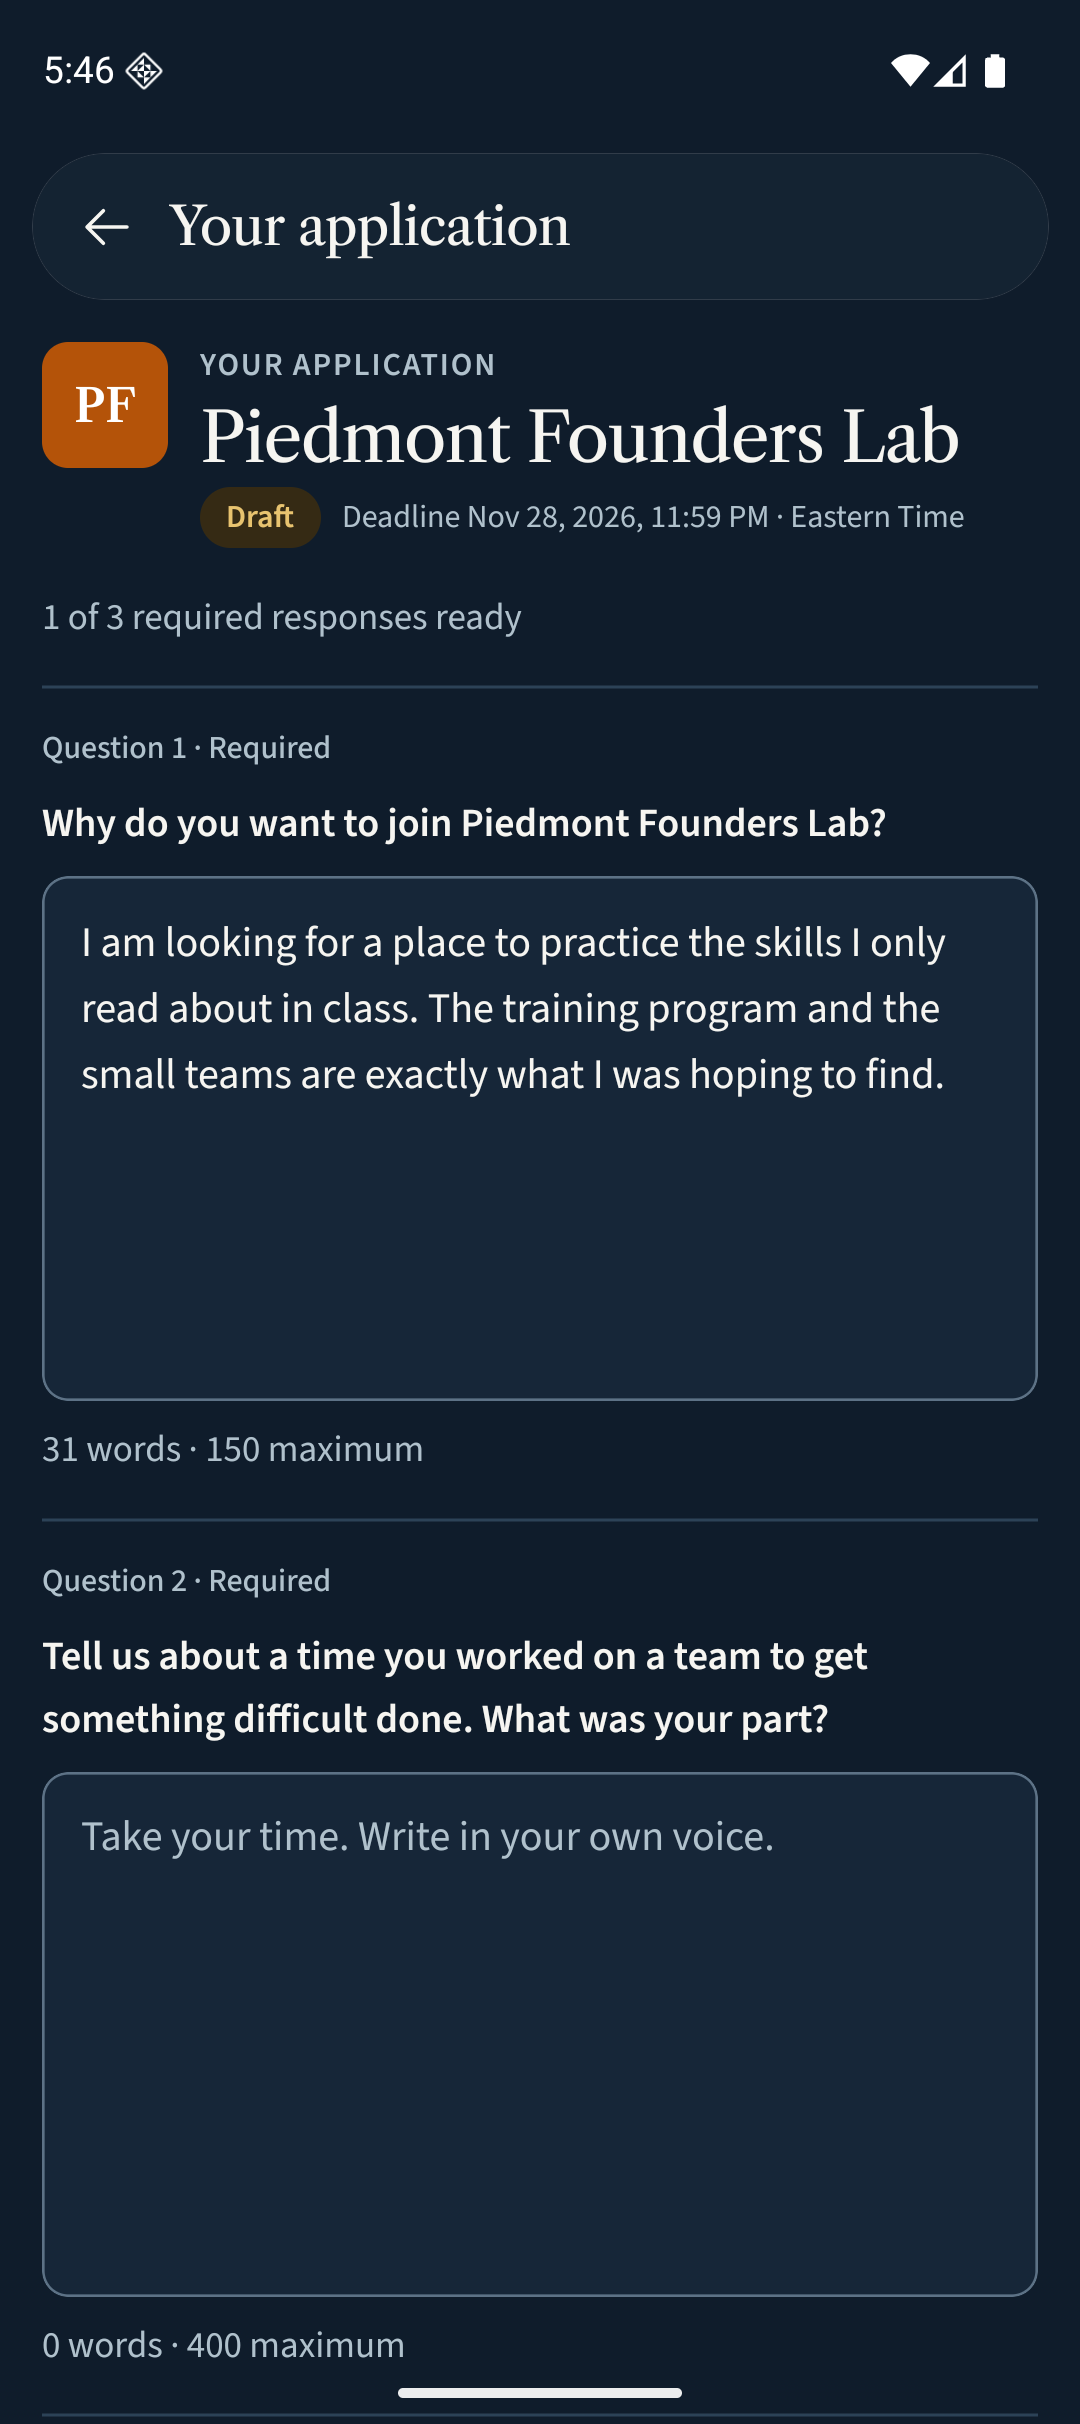 5:46
Your application
PF
YOUR APPLICATION
Piedmont Founders Lab
Draft
Deadline Nov 28, 2026, 11:59 PM · Eastern Time
1 of 3 required responses ready
Question 1 · Required
Why do you want to join Piedmont Founders Lab?
I am looking for a place to practice the skills I only
read about in class. The training program and the
small teams are exactly what I was hoping to find.
31 words · 150 maximum
Question 2 · Required
Tell us about a time you worked on a team to get
something difficult done. What was your part?
Take your time. Write in your own voice.
0 words · 400 maximum